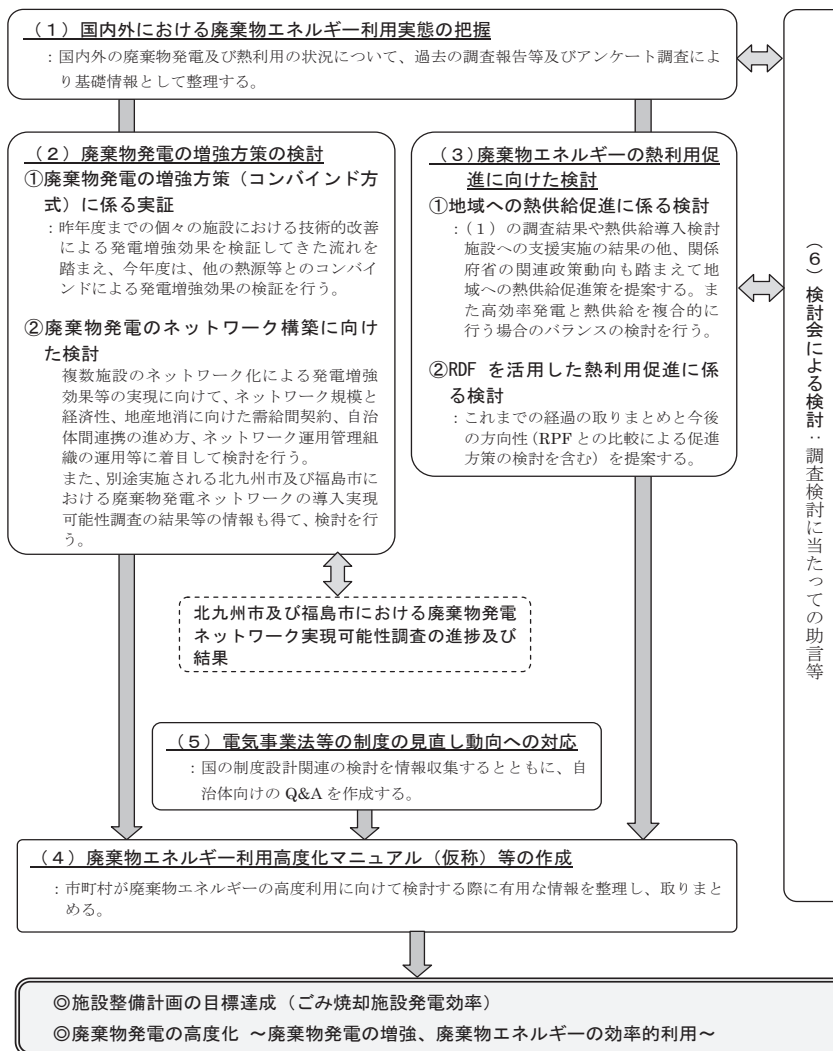 （１）国内外における廃棄物エネルギー利用実態の把握
：国内外の廃棄物発電及び熱利用の状況について、過去の調査報告等及びアンケート調査によ
り基礎情報として整理する。
（２）廃棄物発電の増強方策の検討
①廃棄物発電の増強方策（コンバインド方
式）に係る実証
：昨年度までの個々の施設における技術的改善
による発電増強効果を検証してきた流れを
踏まえ、今年度は、他の熱源等とのコンバイ
ンドによる発電増強効果の検証を行う。
②廃棄物発電のネットワーク構築に向け
た検討
複数施設のネットワーク化による発電増強
効果等の実現に向けて、ネットワーク規模と
経済性、地産地消に向けた需給間契約、自治
体間連携の進め方、ネットワーク運用管理組
織の運用等に着目して検討を行う。
また、別途実施される北九州市及び福島市に
おける廃棄物発電ネットワークの導入実現
可能性調査の結果等の情報も得て、検討を行
う。
（３）廃棄物エネルギーの熱利用促
進に向けた検討
①地域への熱供給促進に係る検討
：（１）の調査結果や熱供給導入検討
施設への支援実施の結果の他、関係
府省の関連政策動向も踏まえて地
域への熱供給促進策を提案する。ま
た高効率発電と熱供給を複合的に
行う場合のバランスの検討を行う。
②RDF を活用した熱利用促進に係
る検討
：これまでの経過の取りまとめと今後
の方向性（RPF との比較による促進
方策の検討を含む）を提案する。
北九州市及び福島市における廃棄物発電
ネットワーク実現可能性調査の進捗及び
結果
（５）電気事業法等の制度の見直し動向への対応
：国の制度設計関連の検討を情報収集するとともに、自
治体向けの Q&A を作成する。
（４）廃棄物エネルギー利用高度化マニュアル（仮称）等の作成
：市町村が廃棄物エネルギーの高度利用に向けて検討する際に有用な情報を整理し、取りまと
める。
◎施設整備計画の目標達成（ごみ焼却施設発電効率）
◎廃棄物発電の高度化 ～廃棄物発電の増強、廃棄物エネルギーの効率的利用～
（６）検討会による検討：調査検討に当たっての助言等